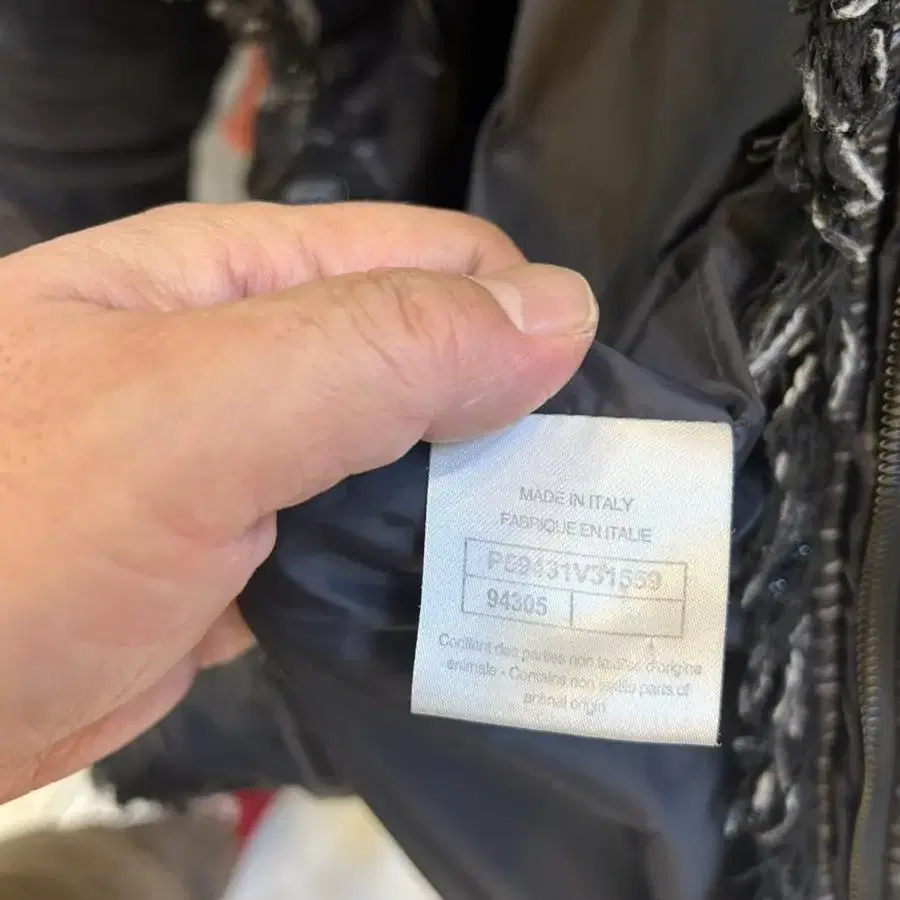 MADE IN ITALY
FABRIQUE EN ITALIE
P59431V31559
94305
Contient des parties non textiles d'origine
animale - Contains non textile parts of
animal origin